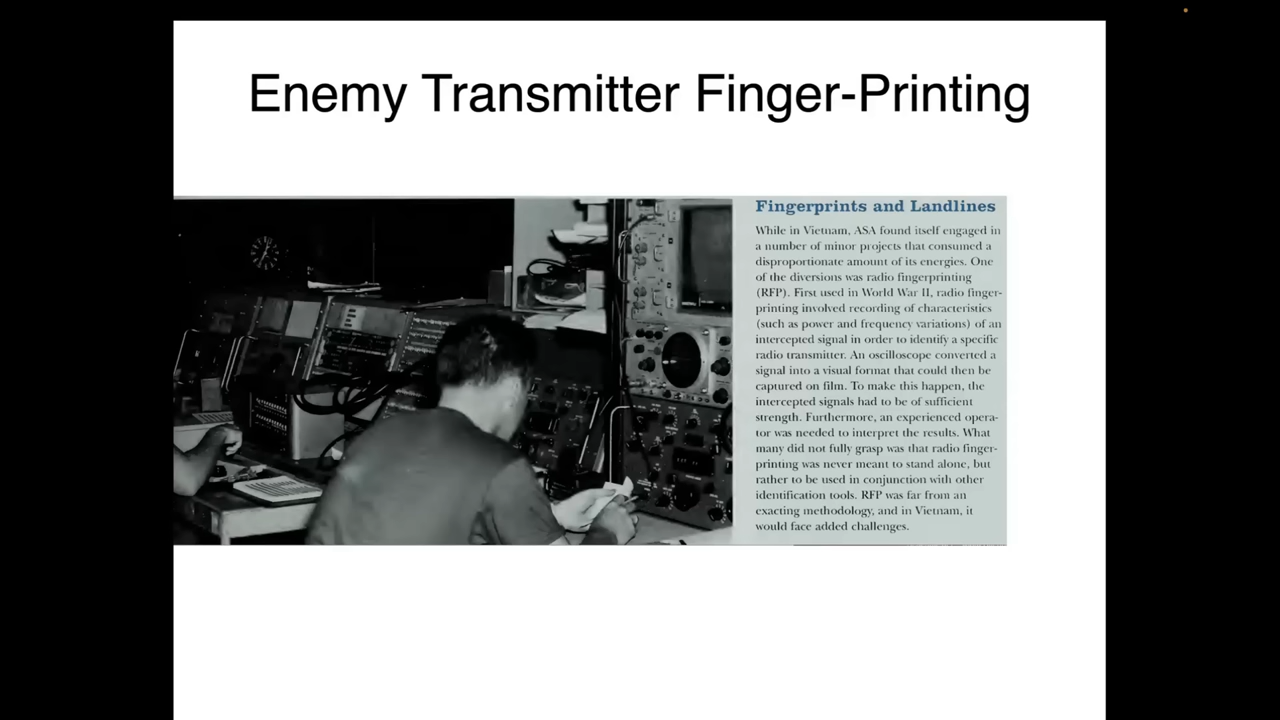 Enemy Transmitter Finger-Printing
Fingerprints and Landlines
While in Vietnam, ASA found itself engaged in
a number of minor projects that consumed a
disproportionate amount of its energies. One
of the diversions was radio fingerprinting
(RFP). First used in World War II, radio finger-
printing involved recording of characteristics
(such as power and frequency variations) of an
intercepted signal in order to identify a specific
radio transmitter. An oscilloscope converted a
signal into a visual format that could then be
captured on film. To make this happen, the
intercepted signals had to be of sufficient
strength. Furthermore, an experienced opera-
tor was needed to interpret the results. What
many did not fully grasp was that radio finger-
printing was never meant to stand alone, but
rather to be used in conjunction with other
identification tools. RFP was far from an
exacting methodology, and in Vietnam, it
would face added challenges.